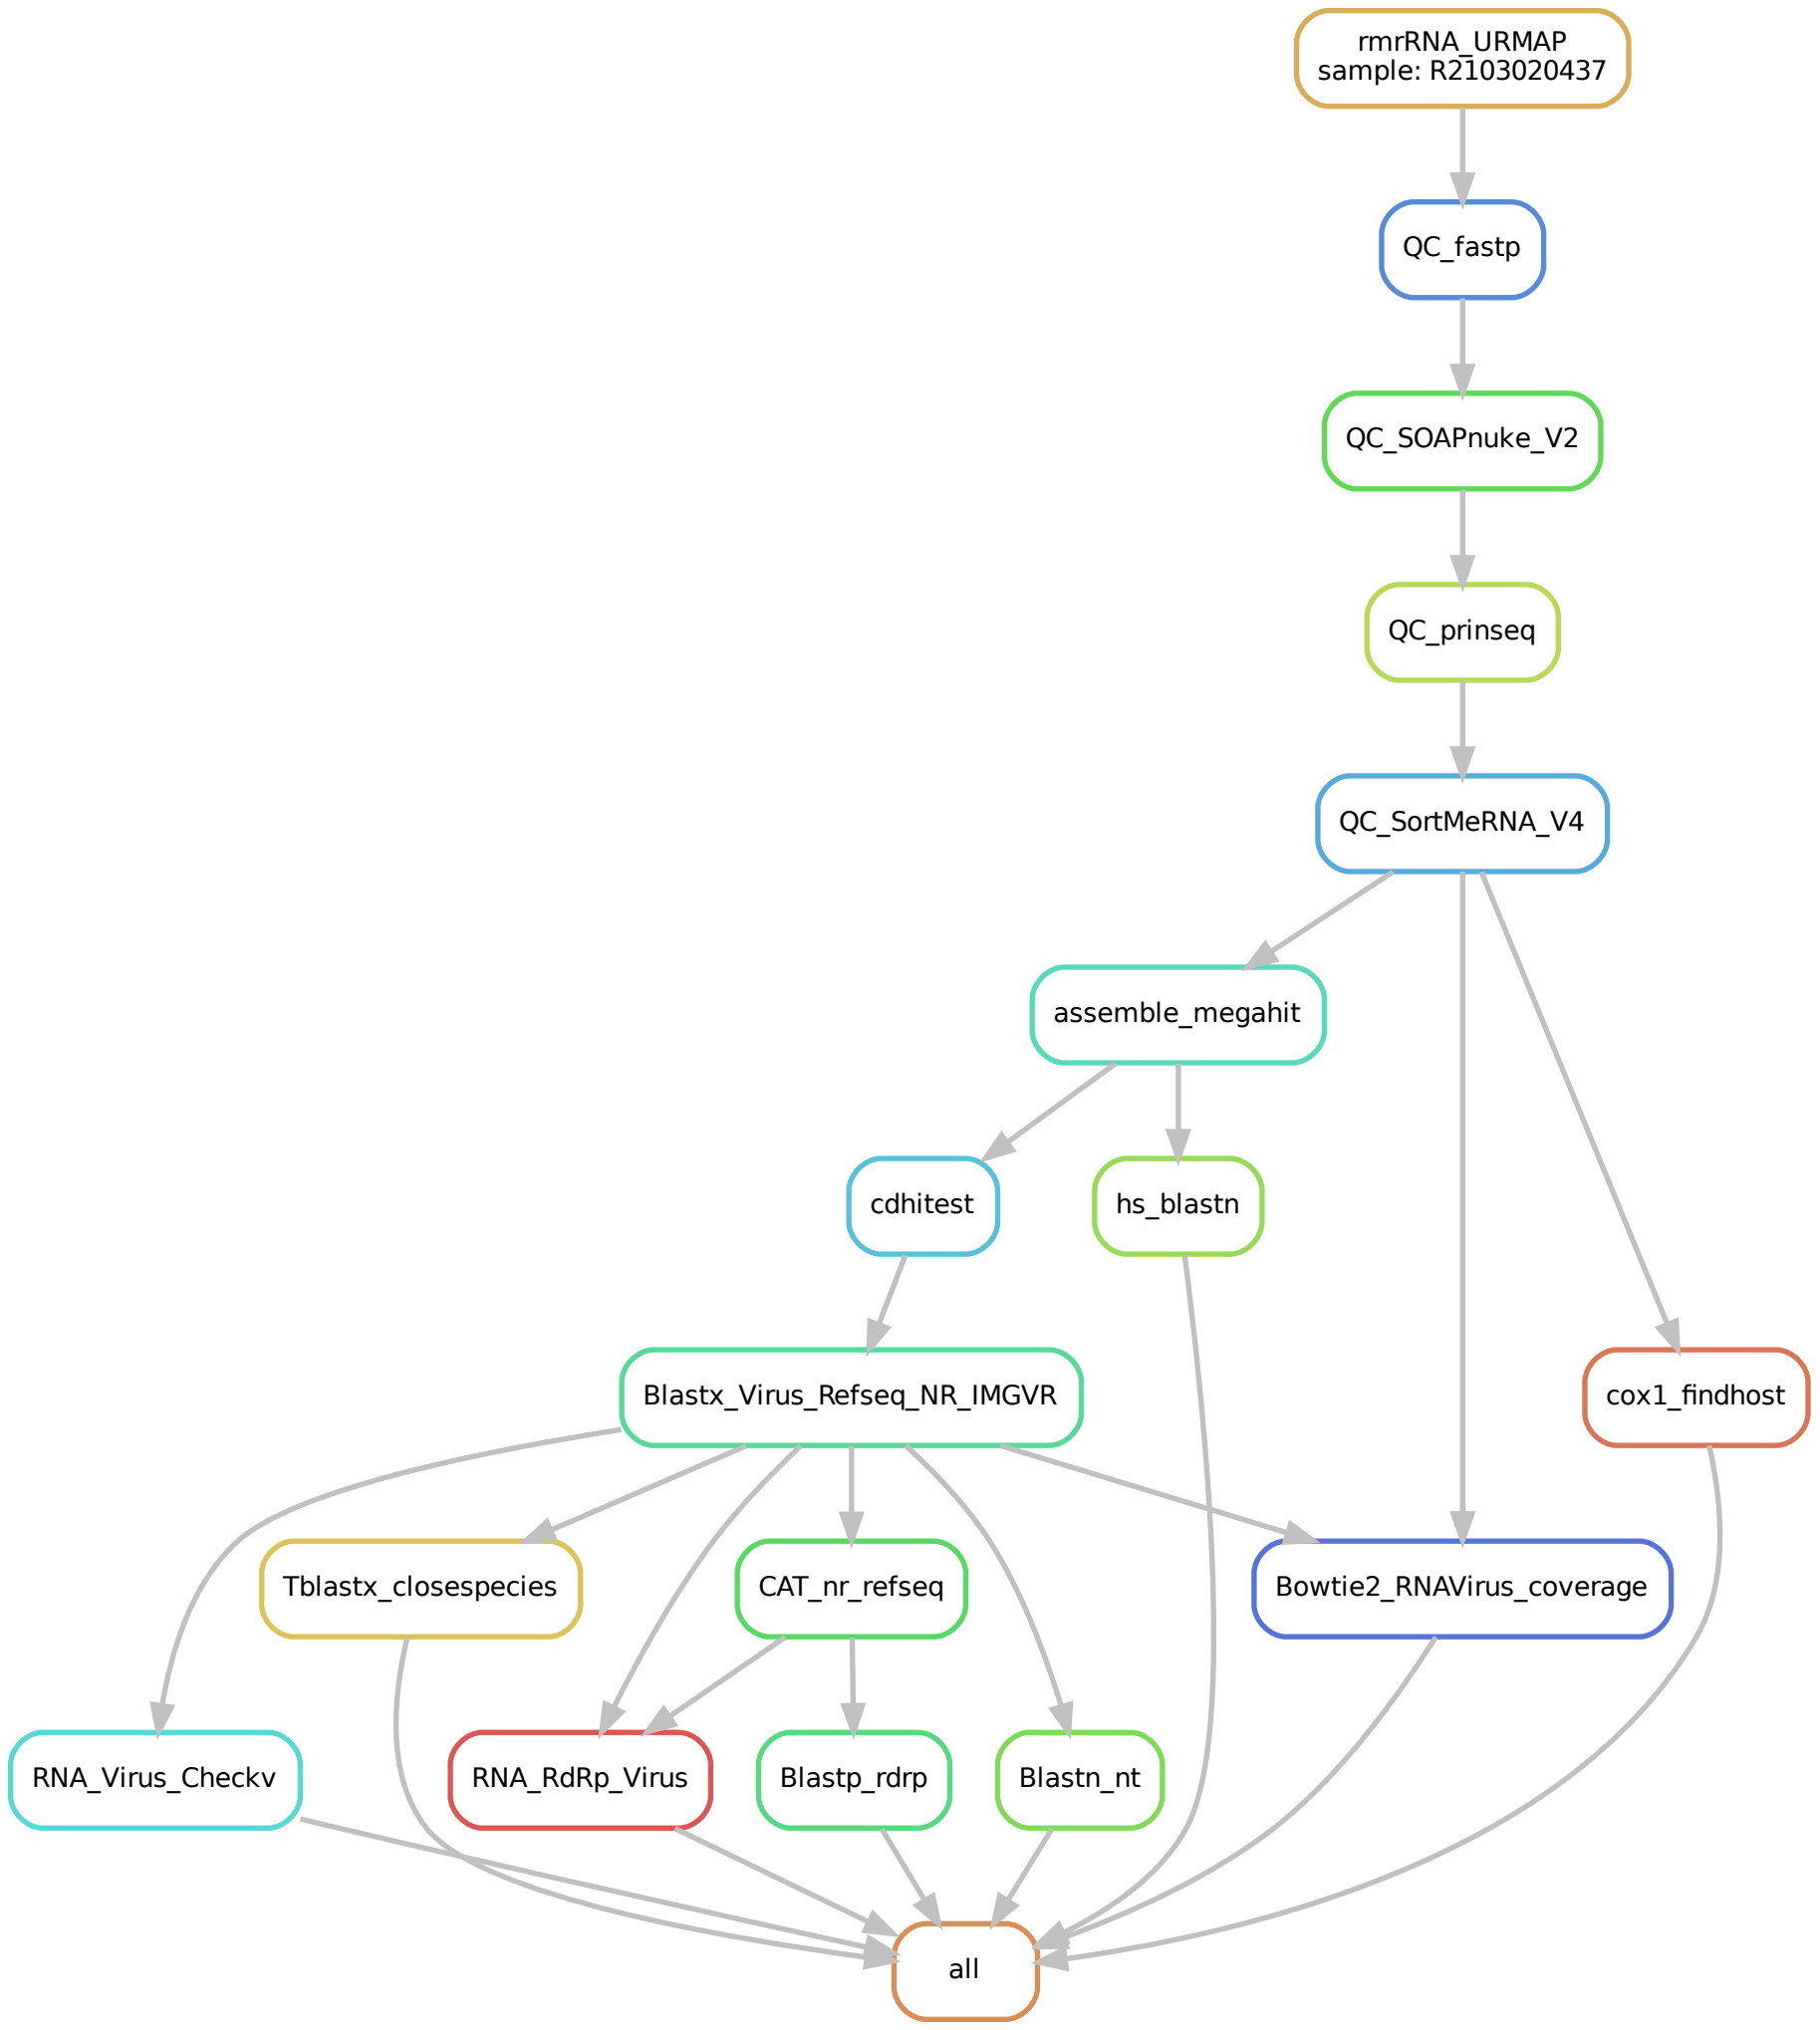 rmrRNA_URMAP
sample: R2103020437
QC_fastp
QC_SOAPnuke_V2
QC_prinseq
QC_SortMeRNA_V4
assemble_megahit
cdhitest
hs_blastn
Blastx_Virus_Refseq_NR_IMGVR
cox1_findhost
Tblastx_closespecies
CAT_nr_refseq
Bowtie2_RNAVirus_coverage
RNA_Virus_Checkv
RNA_RdRp_Virus
Blastp_rdrp
Blastn_nt
all